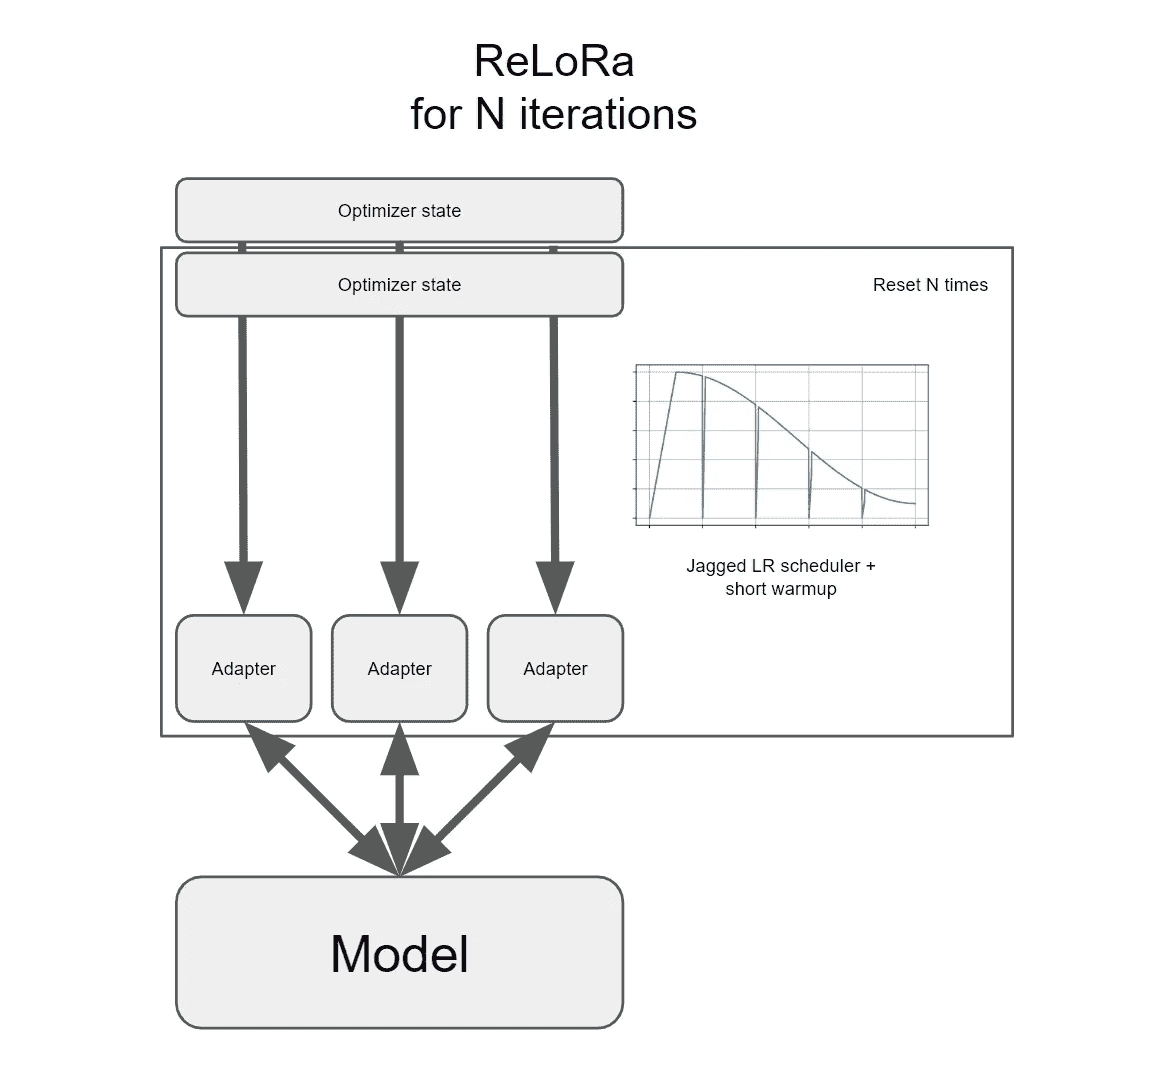 ReLoRa
for N iterations
Optimizer state
Optimizer state
Reset N times
Jagged LR scheduler +
short warmup
Adapter
Adapter
Adapter
Model